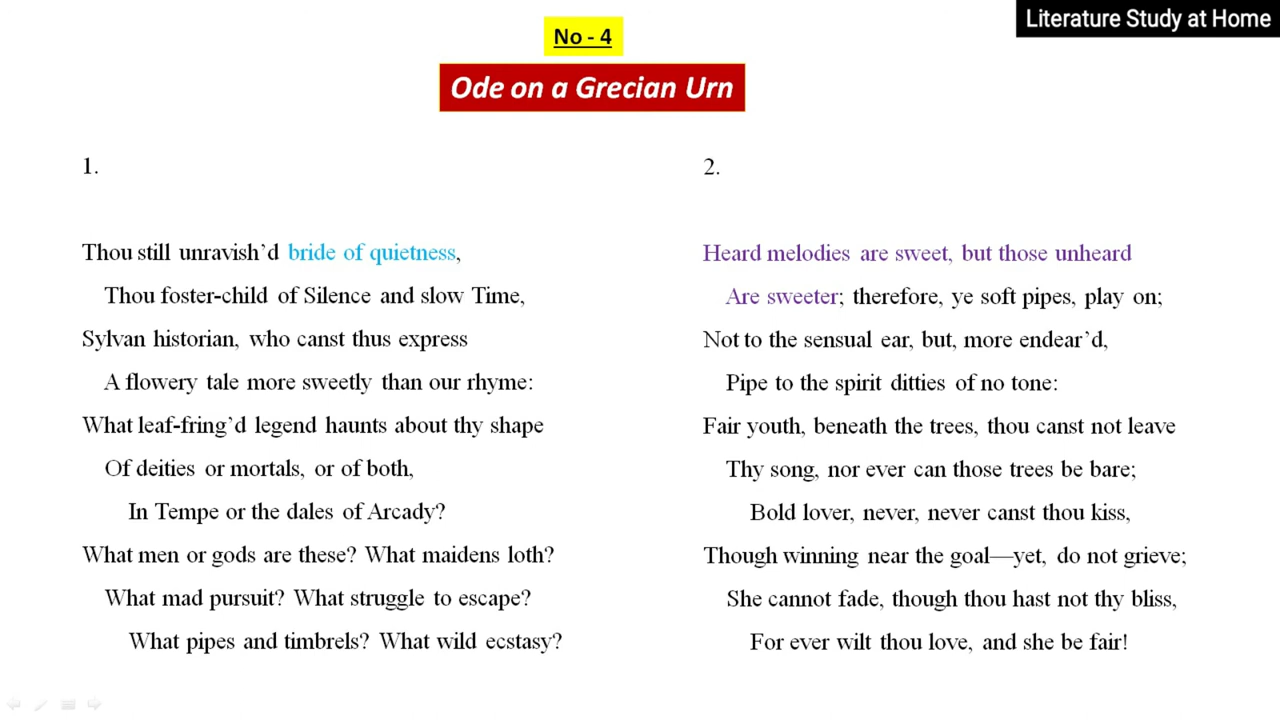 Literature Study at Home
No - 4
Ode on a Grecian Urn
1.
Thou still unravish’d bride of quietness,
Thou foster-child of Silence and slow Time,
Sylvan historian, who canst thus express
A flowery tale more sweetly than our rhyme:
What leaf-fring’d legend haunts about thy shape
Of deities or mortals, or of both,
In Tempe or the dales of Arcady?
What men or gods are these? What maidens loth?
What mad pursuit? What struggle to escape?
What pipes and timbrels? What wild ecstasy?
2.
Heard melodies are sweet, but those unheard
Are sweeter; therefore, ye soft pipes, play on;
Not to the sensual ear, but, more endear’d,
Pipe to the spirit ditties of no tone:
Fair youth, beneath the trees, thou canst not leave
Thy song, nor ever can those trees be bare;
Bold lover, never, never canst thou kiss,
Though winning near the goal—yet, do not grieve;
She cannot fade, though thou hast not thy bliss,
For ever wilt thou love, and she be fair!